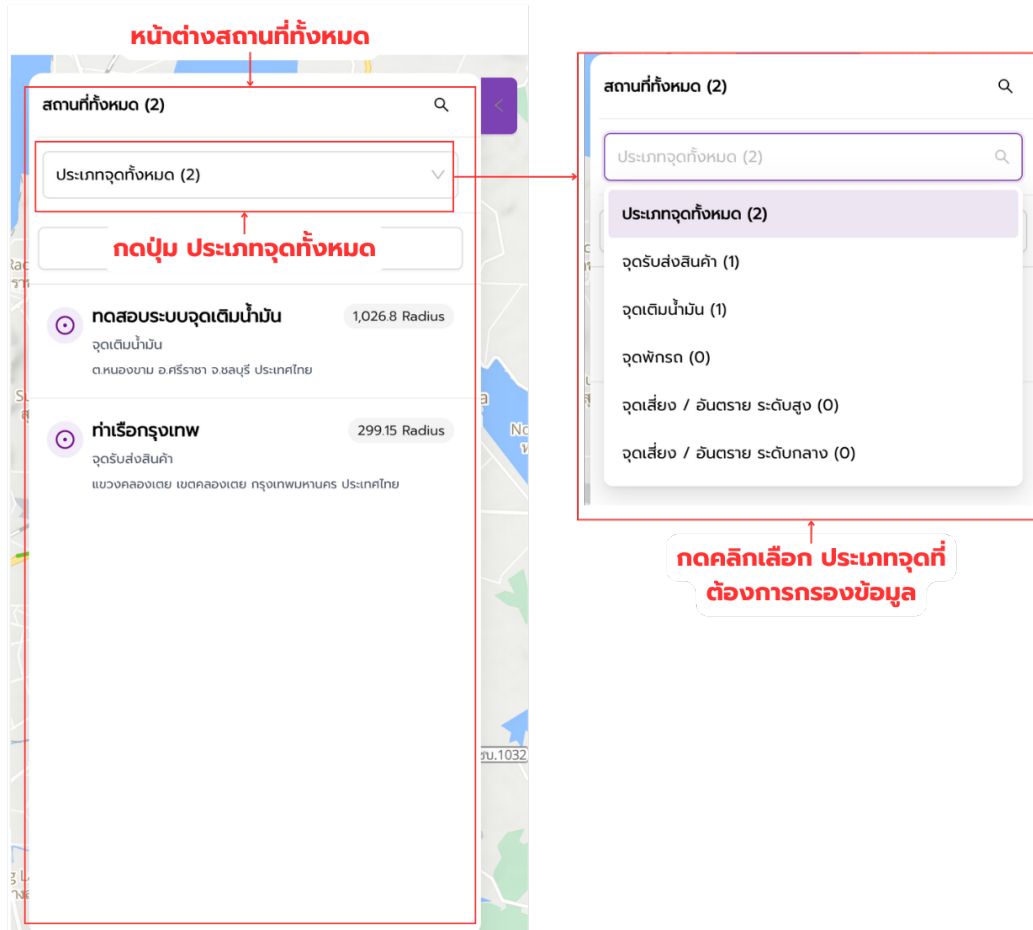 หน้าต่างสถานที่ทั้งหมด
สถานที่ทั้งหมด (2)
ประเภทจุดทั้งหมด (2)
กดปุ่ม ประเภทจุดทั้งหมด
ทดสอบระบบจุดเติมน้ำมัน
1,026.8 Radius
จุดเติมน้ำมัน
ต.หนองขาม อ.ศรีราชา จ.ชลบุรี ประเทศไทย
ท่าเรือกรุงเทพ
299.15 Radius
จุดรับส่งสินค้า
แขวงคลองเตย เขตคลองเตย กรุงเทพมหานคร ประเทศไทย
ชบ.1032
สถานที่ทั้งหมด (2)
ประเภทจุดทั้งหมด (2)
ประเภทจุดทั้งหมด (2)
จุดรับส่งสินค้า (1)
จุดเติมน้ำมัน (1)
จุดพักรถ (0)
จุดเสี่ยง / อันตราย ระดับสูง (0)
จุดเสี่ยง / อันตราย ระดับกลาง (0)
กดคลิกเลือก ประเภทจุดที่
ต้องการกรองข้อมูล